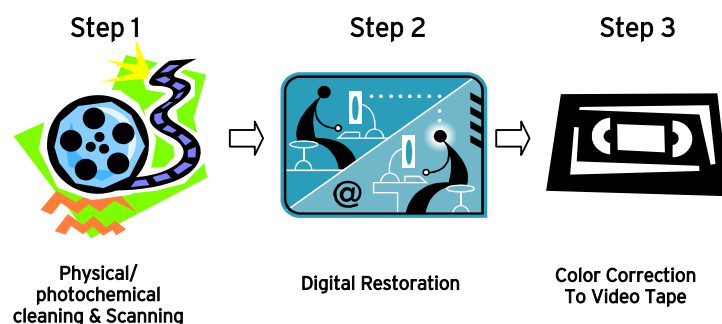 Step 1
Step 2
Step 3
@
Physical/
photochemical
cleaning & Scanning
Digital Restoration
Color Correction
To Video Tape